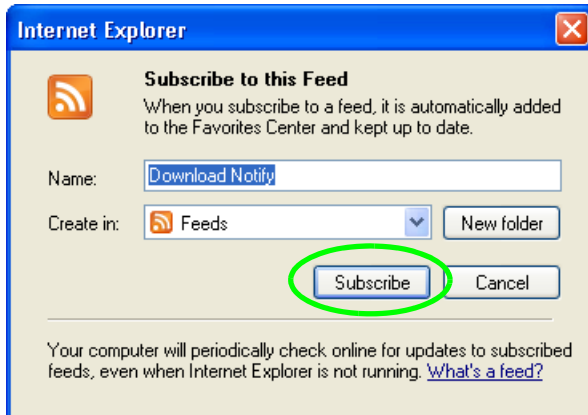 Internet Explorer
Subscribe to this Feed
When you subscribe to a feed, it is automatically added
to the Favorites Center and kept up to date.
Name: Download Notify
Create in: Feeds New folder
Subscribe Cancel
Your computer will periodically check online for updates to subscribed
feeds, even when Internet Explorer is not running. What's a feed?